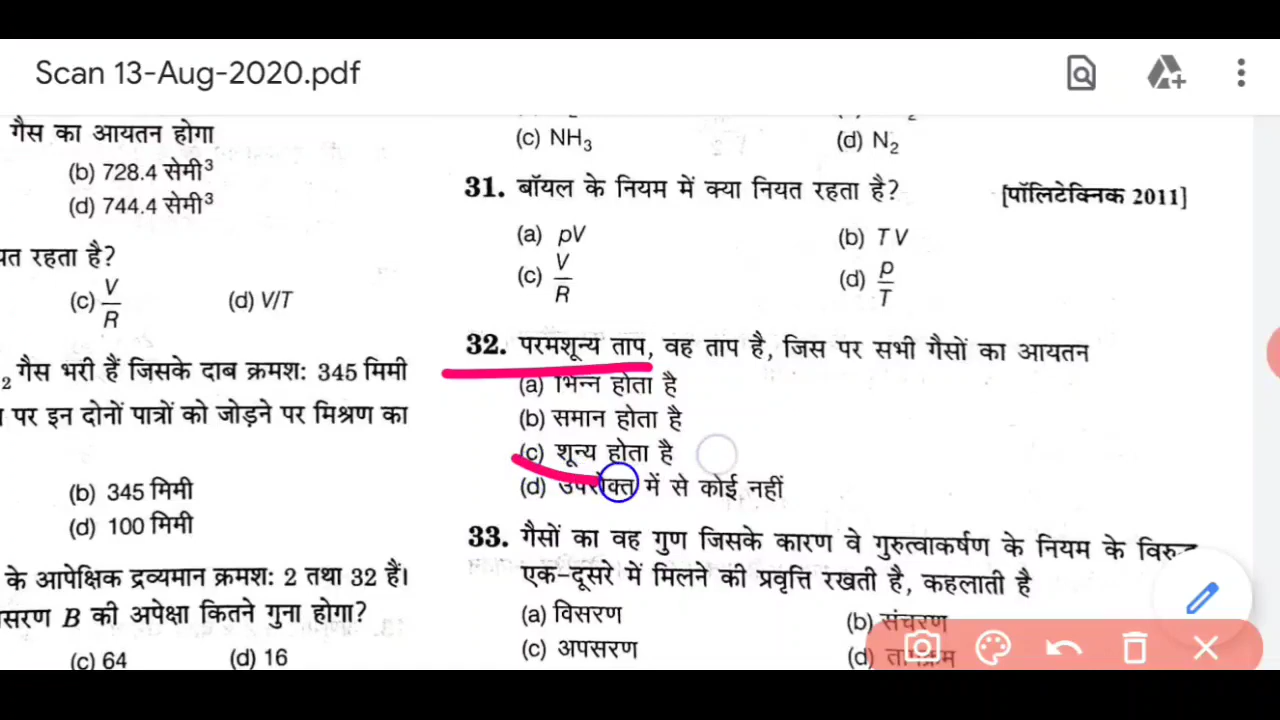 Scan 13-Aug-2020.pdf
गैस का आयतन होगा
(b) 728.4 सेमी³
(d) 744.4 सेमी³
रहता है?
(c) V/R (d) V/T
₂ गैस भरी हैं जिसके दाब क्रमश: 345 मिमी
पर इन दोनों पात्रों को जोड़ने पर मिश्रण का
(b) 345 मिमी
(d) 100 मिमी
के आपेक्षिक द्रव्यमान क्रमश: 2 तथा 32 हैं।
B की अपेक्षा कितने गुना होगा?
(c) 64 (d) 16
(c) NH₃ (d) N₂
31. बॉयल के नियम में क्या नियत रहता है? [पॉलिटेक्निक 2011]
(a) pV (b) TV
(c) V/R (d) p/T
32. परमशून्य ताप, वह ताप है, जिस पर सभी गैसों का आयतन
(a) भिन्न होता है
(b) समान होता है
(c) शून्य होता है
(d) उपरोक्त में से कोई नहीं
33. गैसों का वह गुण जिसके कारण वे गुरुत्वाकर्षण के नियम के विरुद्ध
एक-दूसरे में मिलने की प्रवृत्ति रखती है, कहलाती है
(a) विसरण (b) संचरण
(c) अपसरण (d) तापक्रम